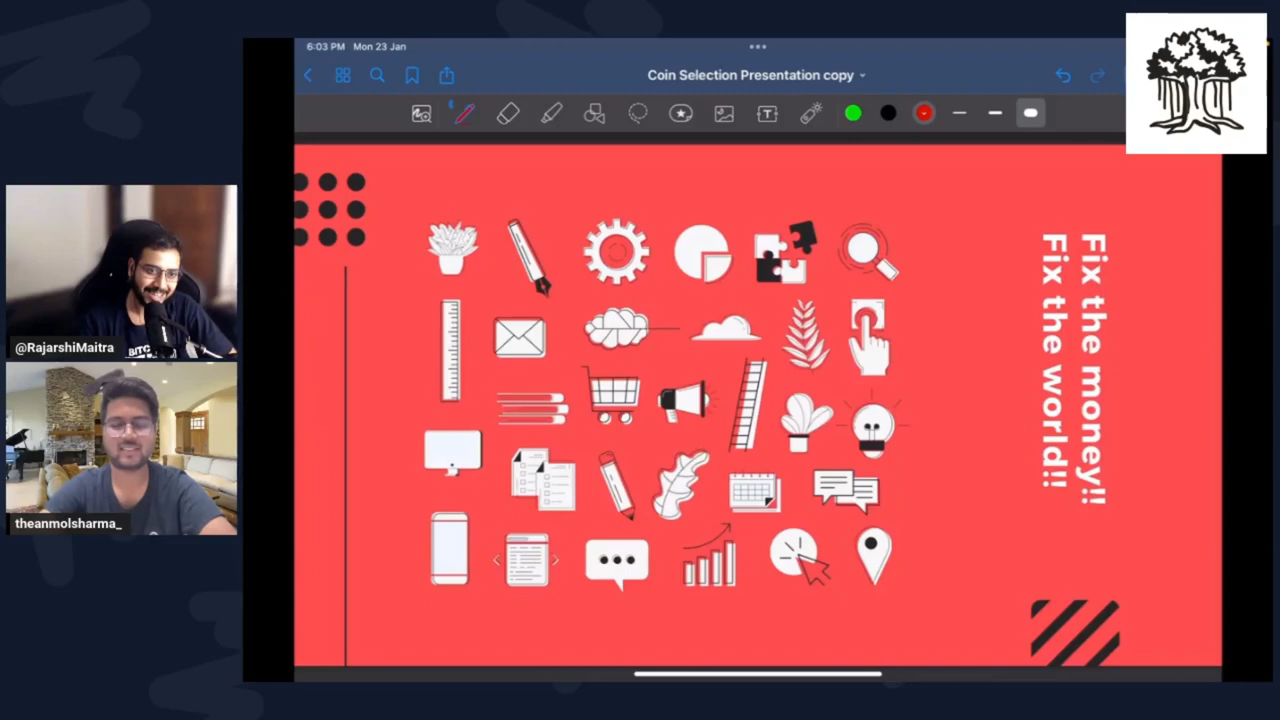 6:03 PM Mon 23 Jan
Coin Selection Presentation copy
T
Fix the money!!
Fix the world!!
@RajarshiMaitra
theanmolsharma_